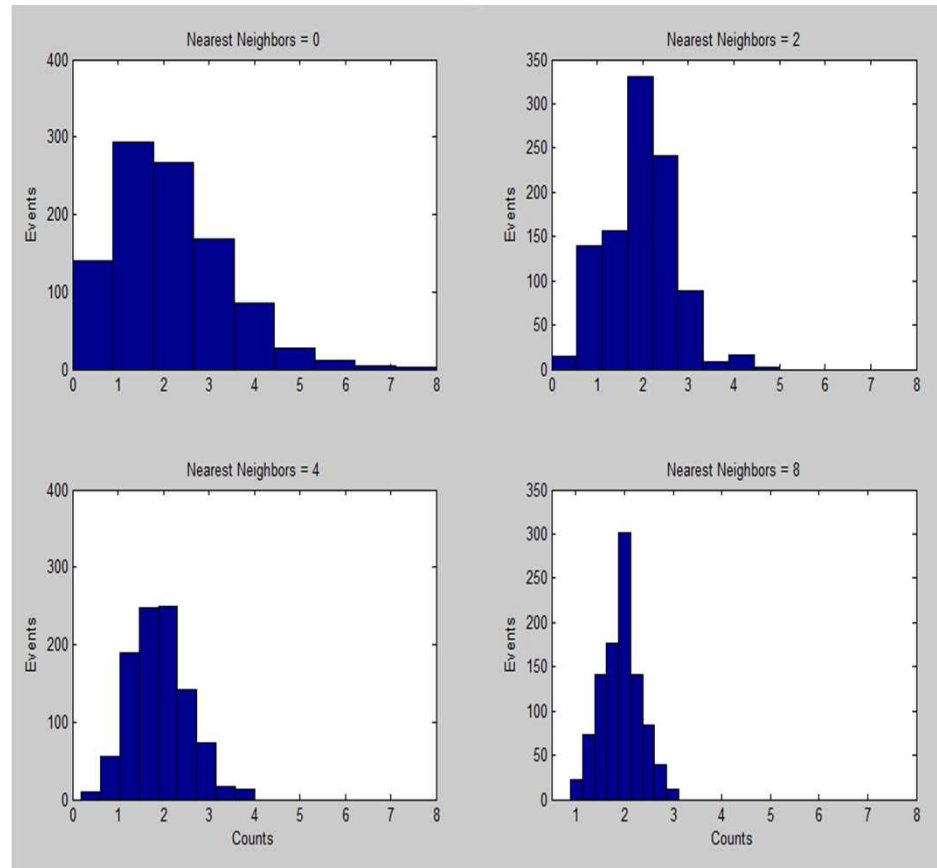 Nearest Neighbors = 0
400
300
200
100
0
Events
0 1 2 3 4 5 6 7 8
Nearest Neighbors = 2
350
300
250
200
150
100
50
0
Events
0 1 2 3 4 5 6 7 8
Nearest Neighbors = 4
400
300
200
100
0
Events
0 1 2 3 4 5 6 7 8
Counts
Nearest Neighbors = 8
350
300
250
200
150
100
50
0
Events
1 2 3 4 5 6 7 8
Counts